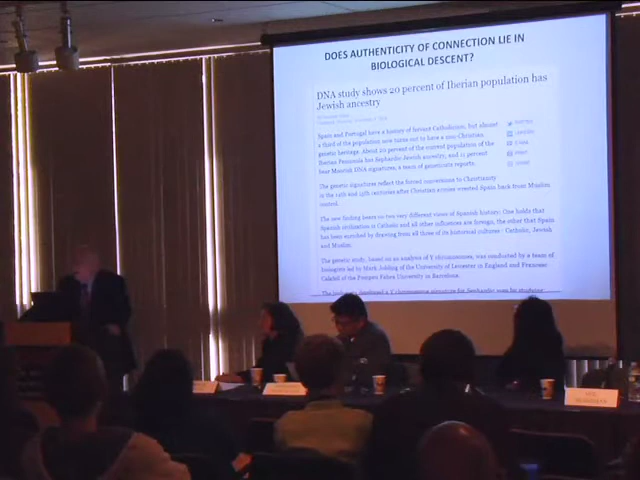 DOES AUTHENTICITY OF CONNECTION LIE IN
BIOLOGICAL DESCENT?
DNA study shows 20 percent of Iberian population has
Jewish ancestry
Spain and Portugal have a history of fervent Catholicism, but almost
a third of the population now turns out to have a non-Christian
genetic heritage. About 20 percent of the current population of the
Iberian Peninsula has Sephardic Jewish ancestry, and 11 percent
bear Moorish DNA signatures, a team of geneticists reports.
The genetic signatures reflect the forced conversions to Christianity
in the 14th and 15th centuries after Christian armies wrested Spain back from Muslim
control.
The new finding bears on two very different views of Spanish history: One holds that
Spanish civilization is Catholic and all other influences are foreign, the other that Spain
has been enriched by drawing from all three of its historical cultures: Catholic, Jewish
and Muslim.
The genetic study, based on an analysis of Y chromosomes, was conducted by a team of
biologists led by Mark Jobling of the University of Leicester in England and Francesc
Calafell of the Pompeu Fabra University in Barcelona.
The biologists developed a Y chromosome signature for Sephardic